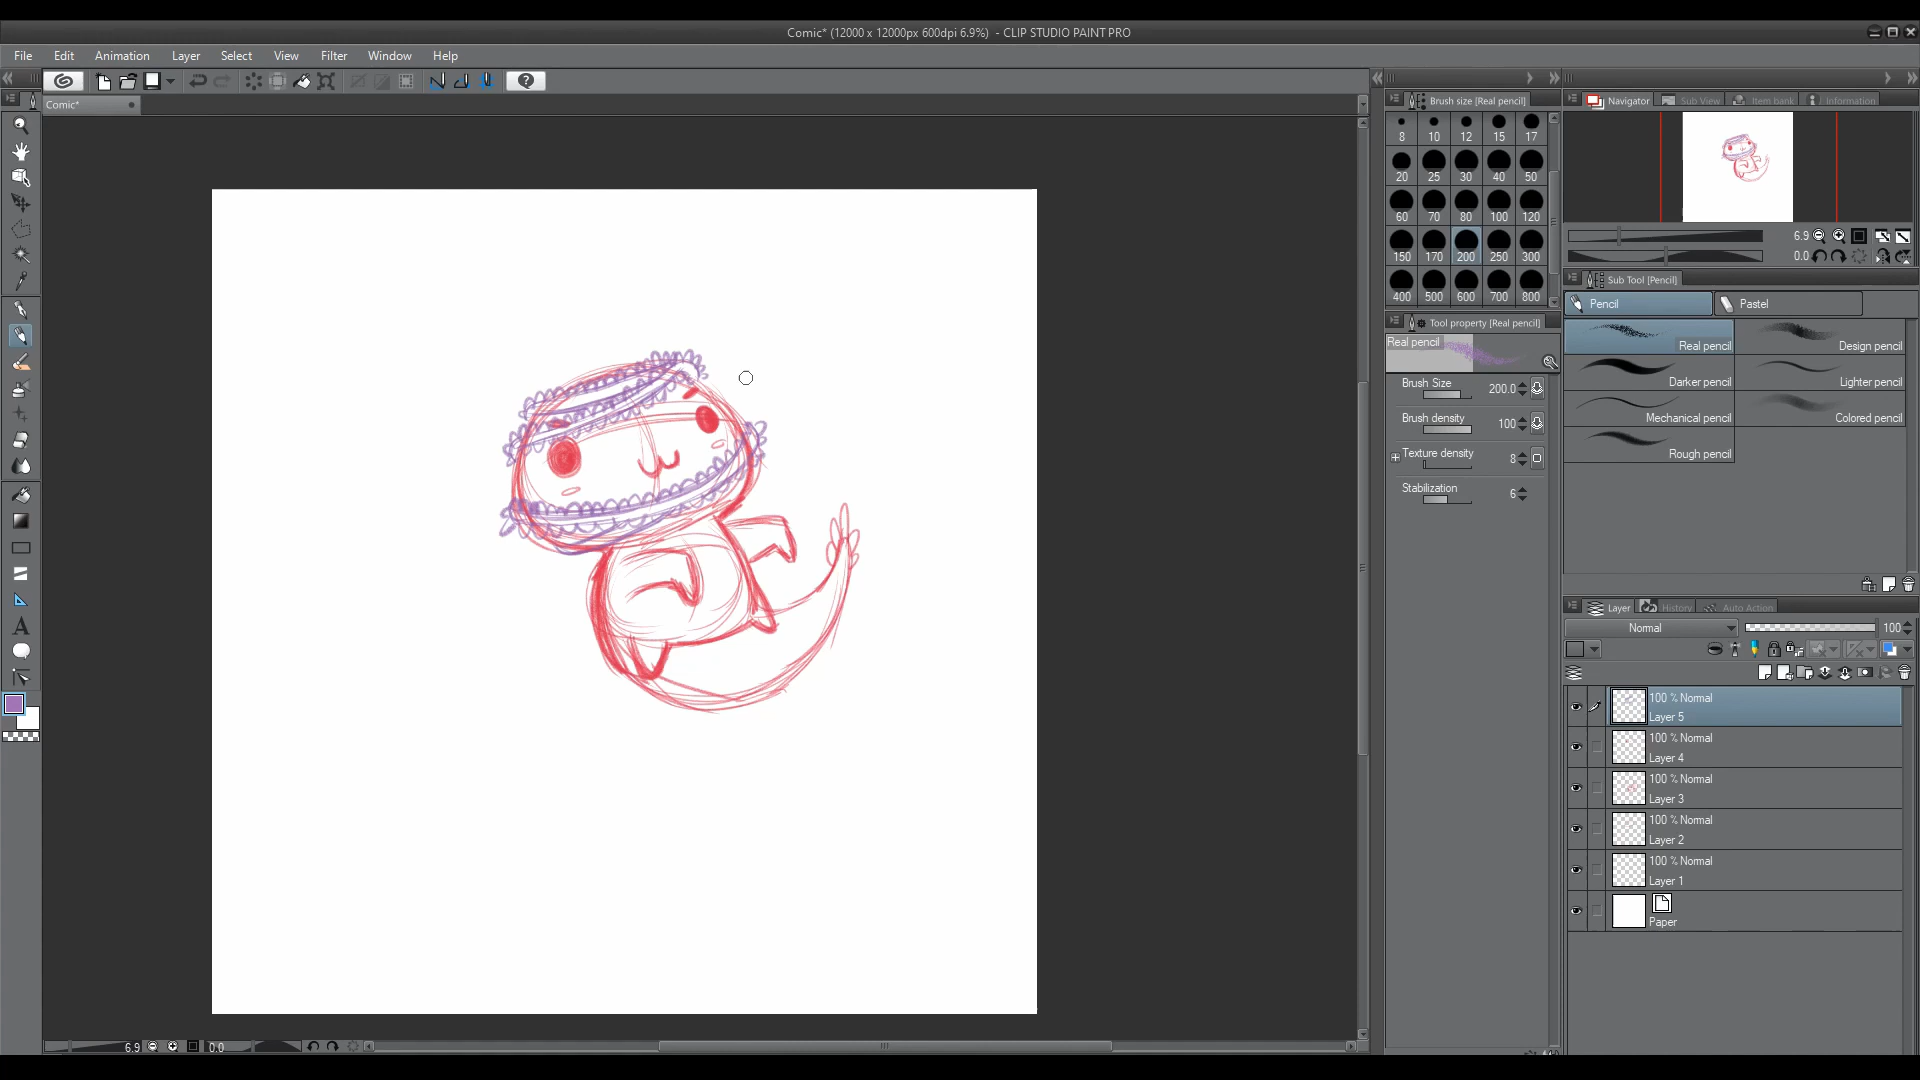 Comic* (12000 x 12000px 600dpi 6.9%) - CLIP STUDIO PAINT PRO
File Edit Animation Layer Select View Filter Window Help
Comic*
Brush size [Real pencil]
8 10 12 15 17
20 25 30 40 50
60 70 80 100 120
150 170 200 250 300
400 500 600 700 800
Tool property [Real pencil]
Real pencil
Brush Size 200.0
Brush density 100
Texture density 8
Stabilization 6
Navigator Sub View Item bank Information
6.9
0.0
Sub Tool [Pencil]
Pencil Pastel
Real pencil Design pencil
Darker pencil Lighter pencil
Mechanical pencil Colored pencil
Rough pencil
Layer History Auto Action
Normal 100
100 % Normal
Layer 5
100 % Normal
Layer 4
100 % Normal
Layer 3
100 % Normal
Layer 2
100 % Normal
Layer 1
Paper
6.9 0.0